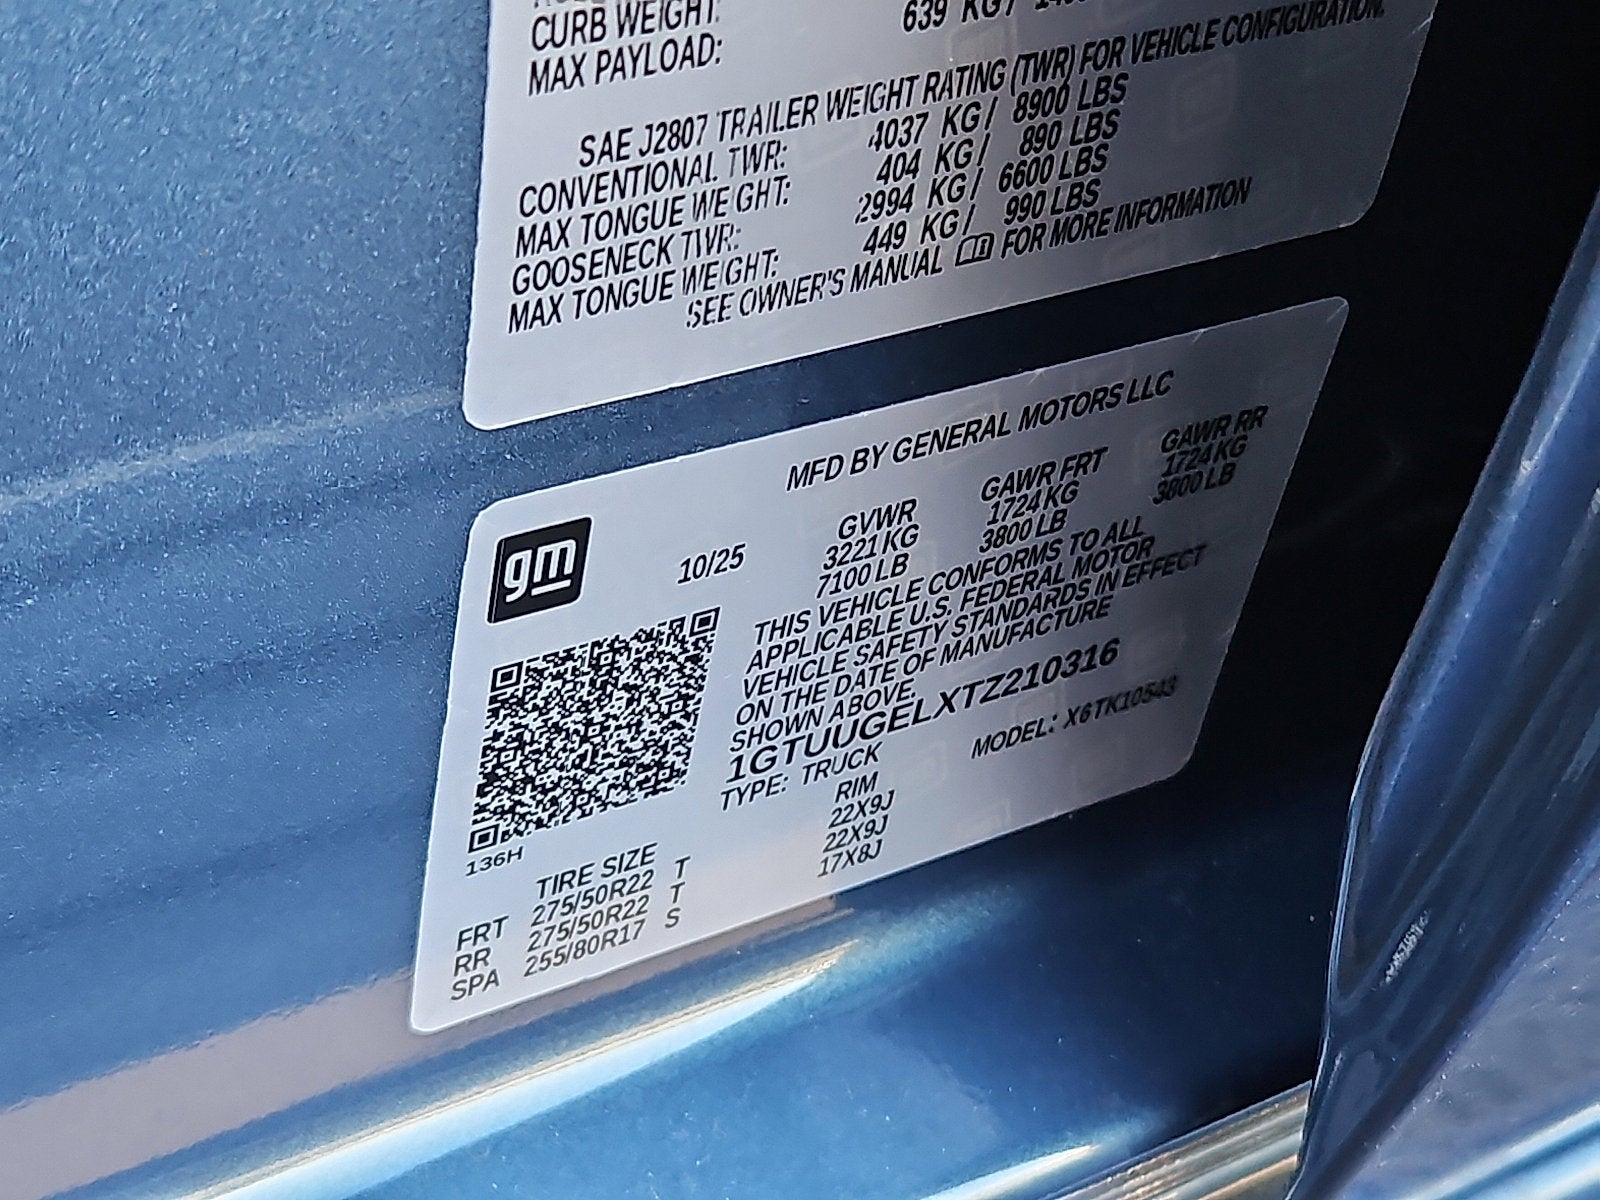 CURB WEIGHT:
MAX PAYLOAD: 639 KG/
SAE J2807 TRAILER WEIGHT RATING (TWR) FOR VEHICLE CONFIGURATION.
CONVENTIONAL TWR: 4037 KG/ 8900 LBS
MAX TONGUE WEIGHT: 404 KG/ 890 LBS
GOOSENECK TWR: 2994 KG/ 6600 LBS
MAX TONGUE WEIGHT: 449 KG/ 990 LBS
SEE OWNER'S MANUAL FOR MORE INFORMATION
MFD BY GENERAL MOTORS LLC
gm
10/25
GVWR GAWR FRT GAWR RR
3221 KG 1724 KG 1724 KG
7100 LB 3800 LB 3800 LB
THIS VEHICLE CONFORMS TO ALL
APPLICABLE U.S. FEDERAL MOTOR
VEHICLE SAFETY STANDARDS IN EFFECT
ON THE DATE OF MANUFACTURE
SHOWN ABOVE.
1GTUUGELXTZ210316
TYPE: TRUCK MODEL: X6TK10543
136H
TIRE SIZE RIM
FRT 275/50R22 T 22X9J
RR 275/50R22 T 22X9J
SPA 255/80R17 S 17X8J